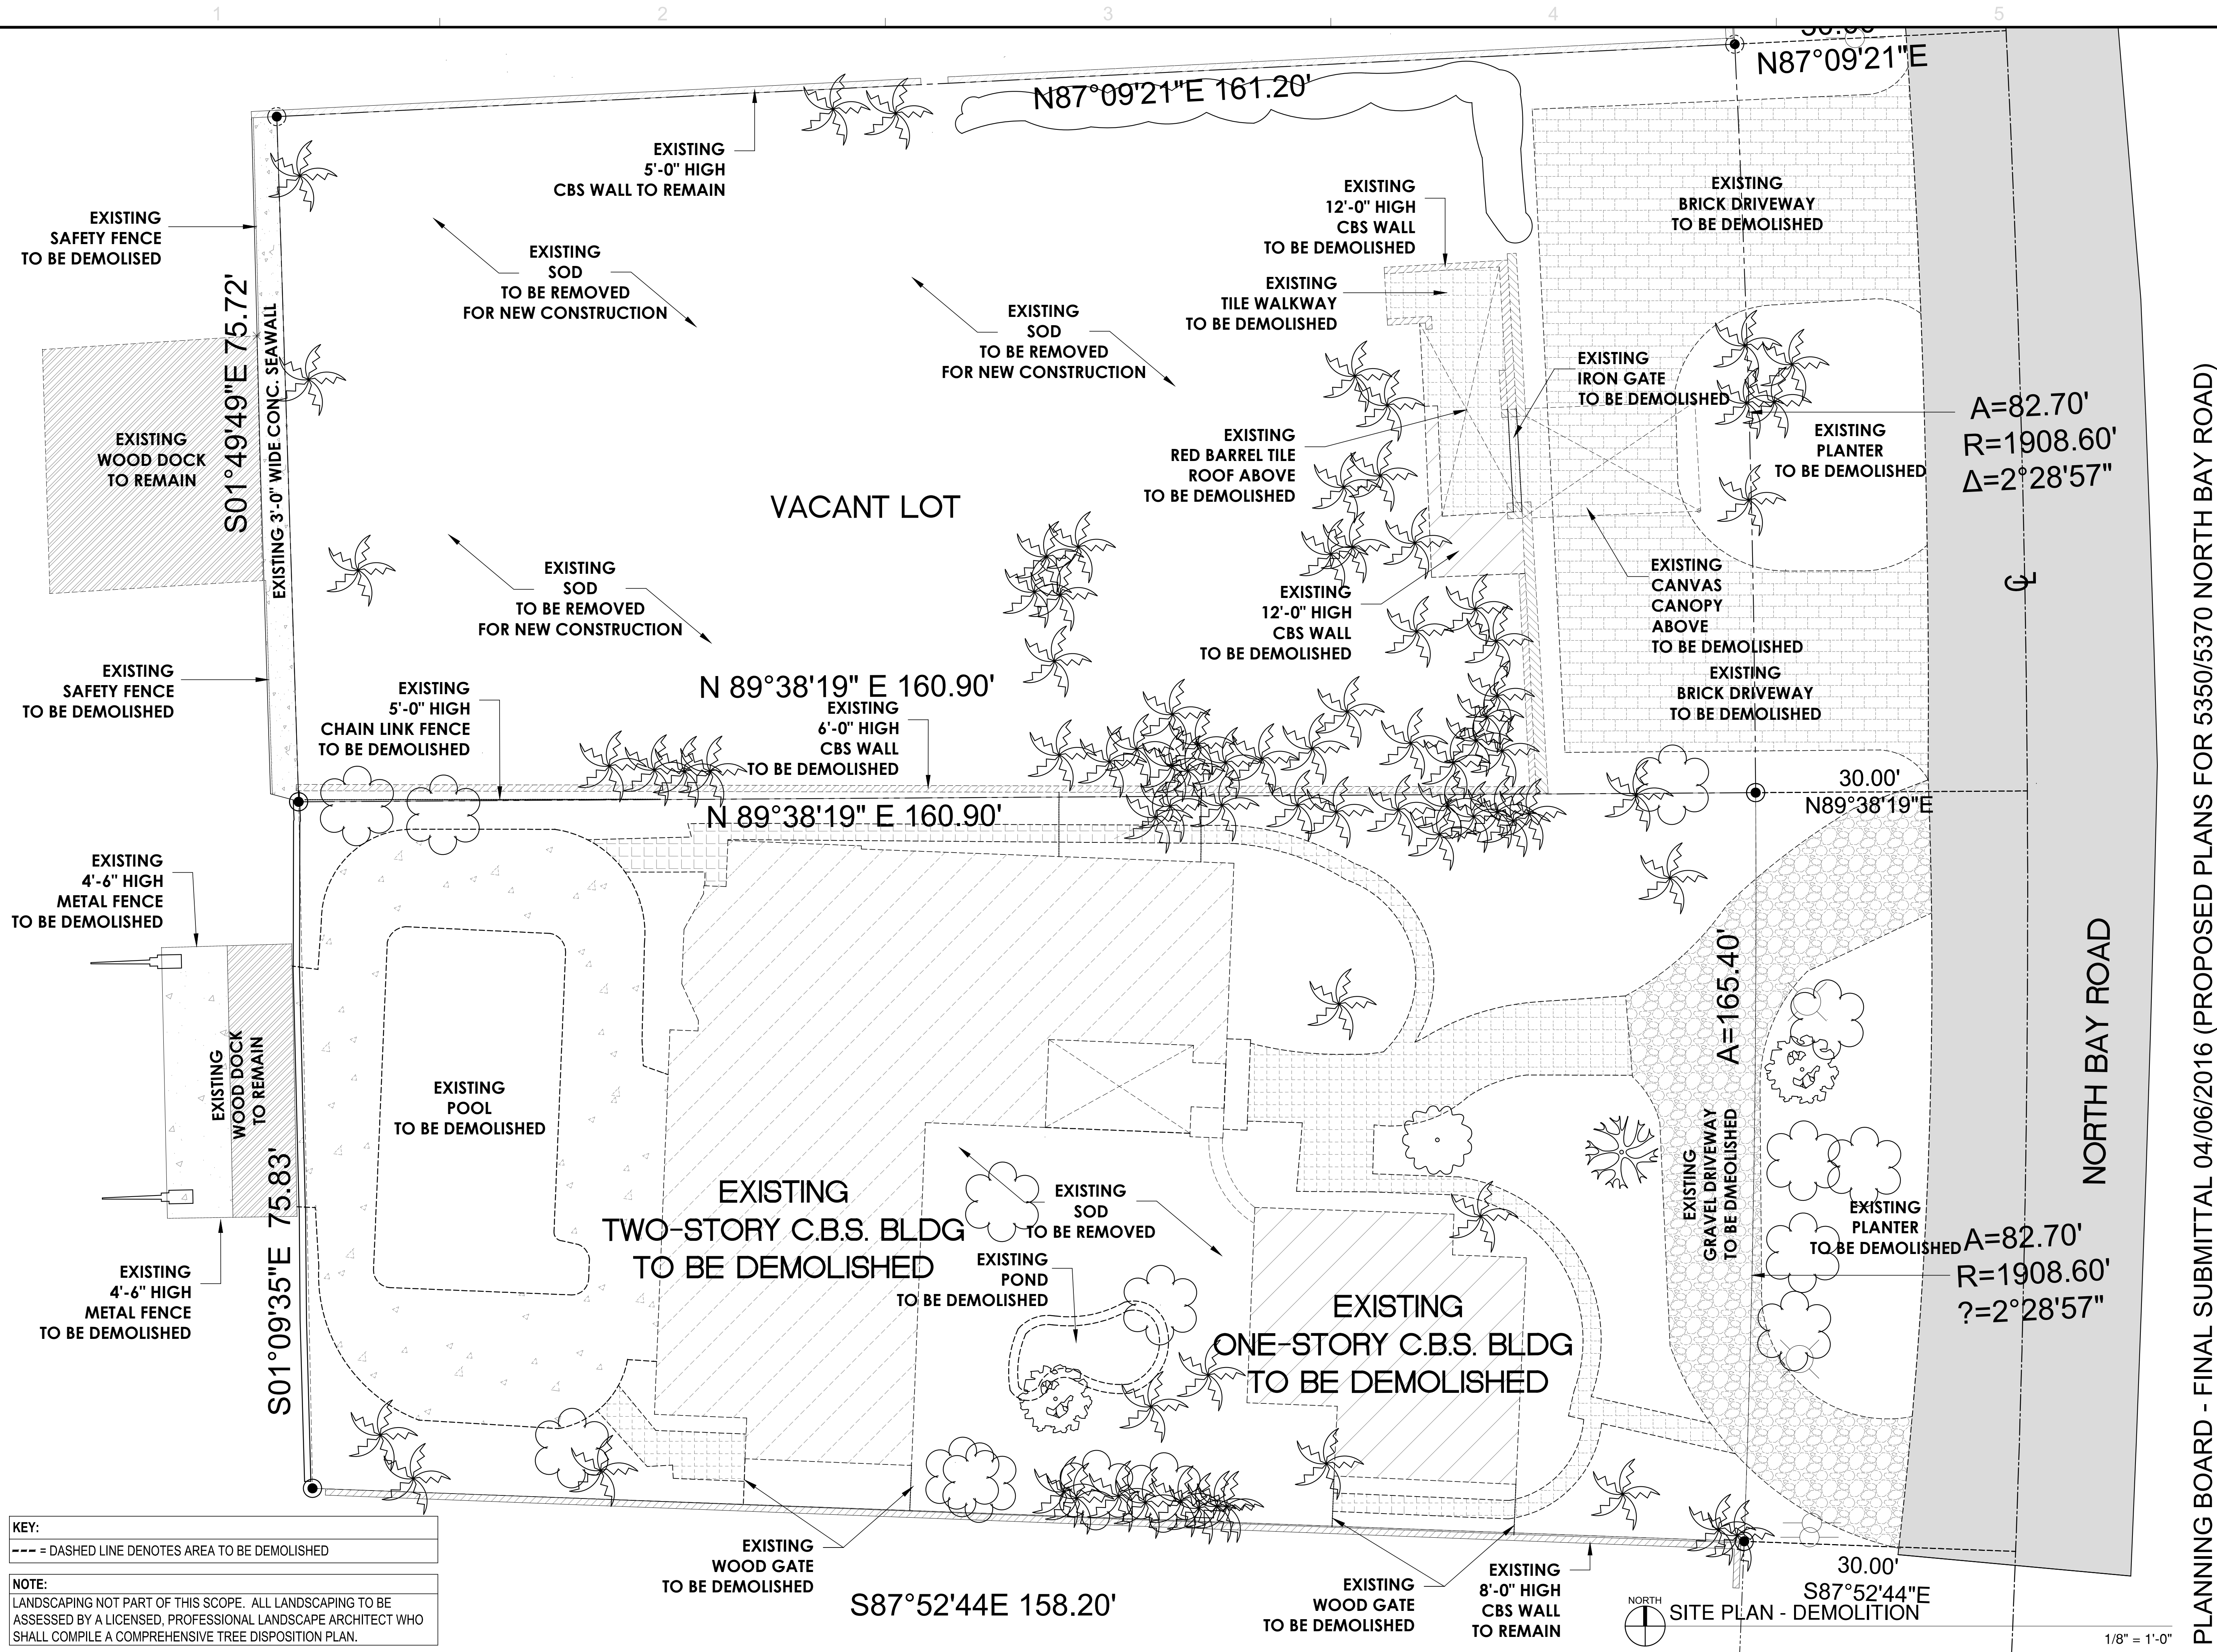 1
2
3
4
5
N87°09'21"E
N87°09'21"E 161.20'
EXISTING
5'-0" HIGH
CBS WALL TO REMAIN
EXISTING
SAFETY FENCE
TO BE DEMOLISED
EXISTING
SOD
TO BE REMOVED
FOR NEW CONSTRUCTION
EXISTING
SOD
TO BE REMOVED
FOR NEW CONSTRUCTION
EXISTING
12'-0" HIGH
CBS WALL
TO BE DEMOLISHED
EXISTING
BRICK DRIVEWAY
TO BE DEMOLISHED
EXISTING
TILE WALKWAY
TO BE DEMOLISHED
EXISTING
IRON GATE
TO BE DEMOLISHED
EXISTING
RED BARREL TILE
ROOF ABOVE
TO BE DEMOLISHED
EXISTING
PLANTER
TO BE DEMOLISHED
A=82.70'
R=1908.60'
Δ=2°28'57"
S01°49'49"E 75.72'
EXISTING 3'-0" WIDE CONC. SEAWALL
EXISTING
WOOD DOCK
TO REMAIN
VACANT LOT
EXISTING
SOD
TO BE REMOVED
FOR NEW CONSTRUCTION
EXISTING
12'-0" HIGH
CBS WALL
TO BE DEMOLISHED
EXISTING
CANVAS
CANOPY
ABOVE
TO BE DEMOLISHED
EXISTING
BRICK DRIVEWAY
TO BE DEMOLISHED
EXISTING
SAFETY FENCE
TO BE DEMOLISHED
EXISTING
5'-0" HIGH
CHAIN LINK FENCE
TO BE DEMOLISHED
N 89°38'19" E 160.90'
EXISTING
6'-0" HIGH
CBS WALL
TO BE DEMOLISHED
N 89°38'19" E 160.90'
30.00'
N89°38'19"E
EXISTING
4'-6" HIGH
METAL FENCE
TO BE DEMOLISHED
EXISTING
WOOD DOCK
TO REMAIN
EXISTING
POOL
TO BE DEMOLISHED
S01°09'35"E 75.83'
A=165.40'
EXISTING
GRAVEL DRIVEWAY
TO BE DMEOLISHED
NORTH BAY ROAD
EXISTING
TWO-STORY C.B.S. BLDG
TO BE DEMOLISHED
EXISTING
SOD
TO BE REMOVED
EXISTING
POND
TO BE DEMOLISHED
EXISTING
ONE-STORY C.B.S. BLDG
TO BE DEMOLISHED
EXISTING
PLANTER
TO BE DEMOLISHED
A=82.70'
R=1908.60'
?=2°28'57"
EXISTING
4'-6" HIGH
METAL FENCE
TO BE DEMOLISHED
KEY:
= DASHED LINE DENOTES AREA TO BE DEMOLISHED
NOTE:
LANDSCAPING NOT PART OF THIS SCOPE. ALL LANDSCAPING TO BE
ASSESSED BY A LICENSED, PROFESSIONAL LANDSCAPE ARCHITECT WHO
SHALL COMPILE A COMPREHENSIVE TREE DISPOSITION PLAN.
EXISTING
WOOD GATE
TO BE DEMOLISHED
S87°52'44E 158.20'
EXISTING
WOOD GATE
TO BE DEMOLISHED
EXISTING
8'-0" HIGH
CBS WALL
TO REMAIN
30.00'
S87°52'44"E
NORTH
SITE PLAN - DEMOLITION
1/8" = 1'-0"
PLANNING BOARD - FINAL SUBMITTAL 04/06/2016 (PROPOSED PLANS FOR 5350/5370 NORTH BAY ROAD)